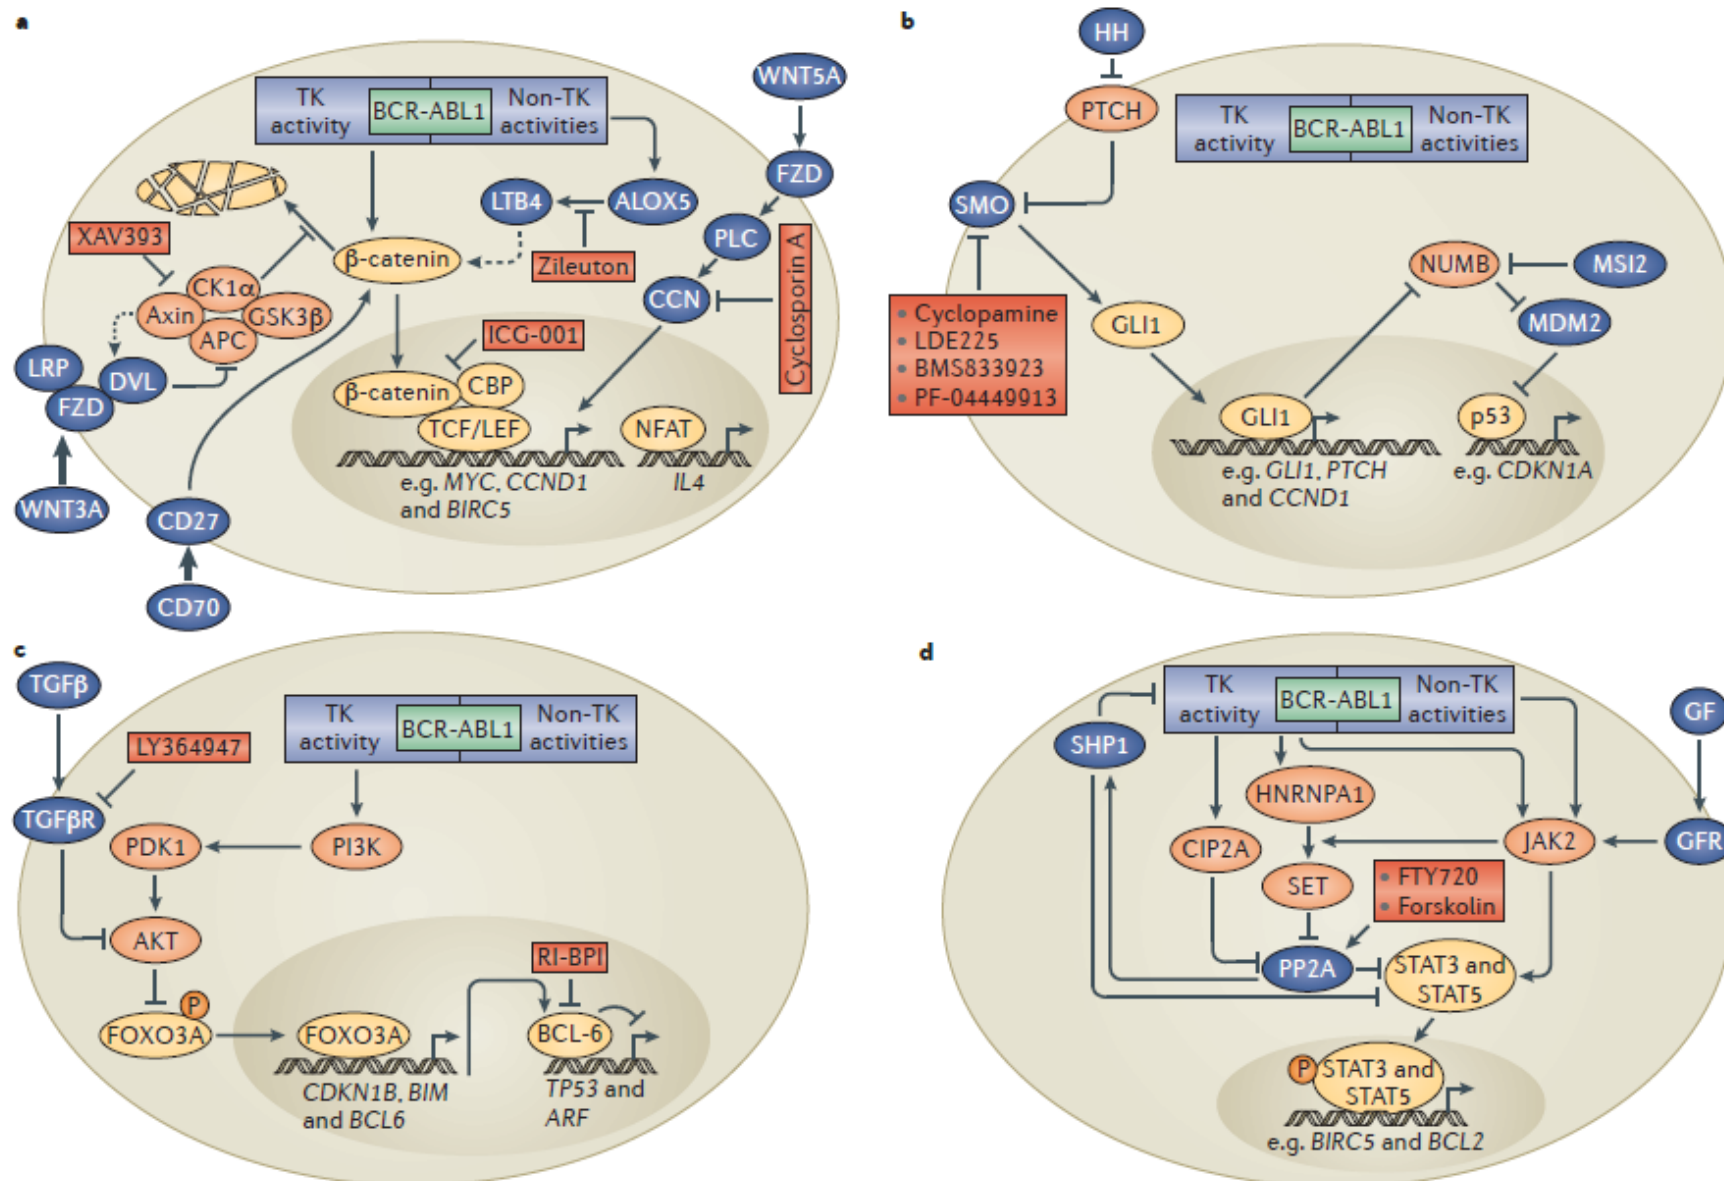 a
TK
activity
BCR-ABL1
Non-TK
activities
WNT5A
FZD
PLC
CCN
Cyclosporin A
LTB4
ALOX5
Zileuton
XAV393
β-catenin
CK1α
Axin
GSK3β
APC
LRP
DVL
FZD
WNT3A
CD27
CD70
ICG-001
β-catenin
CBP
TCF/LEF
NFAT
e.g. MYC, CCND1
and BIRC5
IL4
b
HH
PTCH
TK
activity
BCR-ABL1
Non-TK
activities
SMO
• Cyclopamine
• LDE225
• BMS833923
• PF-04449913
GLI1
NUMB
MSI2
MDM2
GLI1
p53
e.g. GLI1, PTCH
and CCND1
e.g. CDKN1A
c
TGFβ
LY364947
TK
activity
BCR-ABL1
Non-TK
activities
TGFβR
PDK1
PI3K
AKT
P
FOXO3A
FOXO3A
RI-BPI
BCL-6
CDKN1B, BIM
and BCL6
TP53 and
ARF
d
TK
activity
BCR-ABL1
Non-TK
activities
GF
SHP1
HNRNPA1
CIP2A
JAK2
GFR
SET
• FTY720
• Forskolin
PP2A
STAT3 and
STAT5
P
STAT3 and
STAT5
e.g. BIRC5 and BCL2